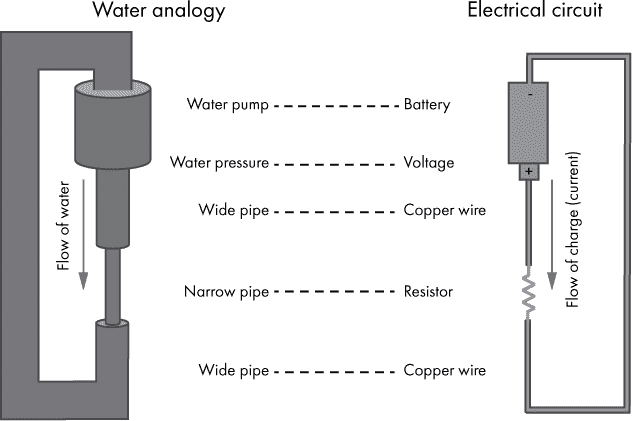 Water analogy
Electrical circuit
-
Water pump
Battery
+
Water pressure
Voltage
Flow of water
Flow of charge (current)
Wide pipe
Copper wire
Narrow pipe
Resistor
Wide pipe
Copper wire